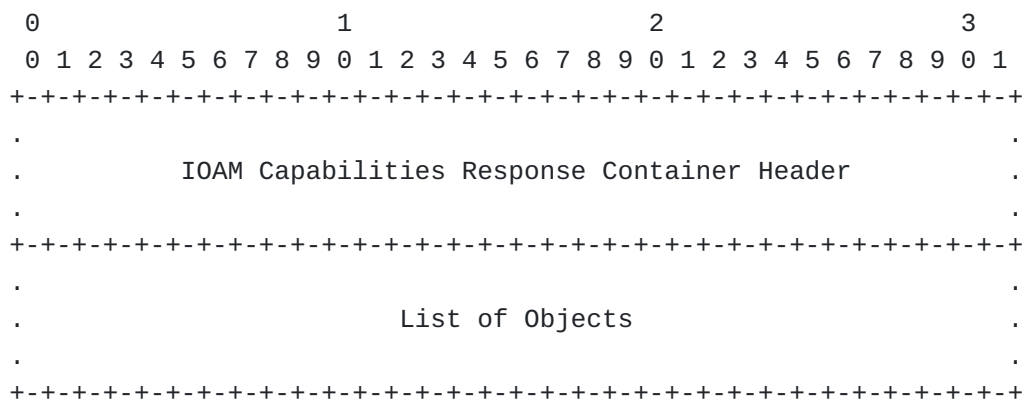 0                   1                   2                   3
 0 1 2 3 4 5 6 7 8 9 0 1 2 3 4 5 6 7 8 9 0 1 2 3 4 5 6 7 8 9 0 1
+-+-+-+-+-+-+-+-+-+-+-+-+-+-+-+-+-+-+-+-+-+-+-+-+-+-+-+-+-+-+-+-+
.                                                               .
.          IOAM Capabilities Response Container Header          .
.                                                               .
+-+-+-+-+-+-+-+-+-+-+-+-+-+-+-+-+-+-+-+-+-+-+-+-+-+-+-+-+-+-+-+-+
.                                                               .
.                        List of Objects                        .
.                                                               .
+-+-+-+-+-+-+-+-+-+-+-+-+-+-+-+-+-+-+-+-+-+-+-+-+-+-+-+-+-+-+-+-+